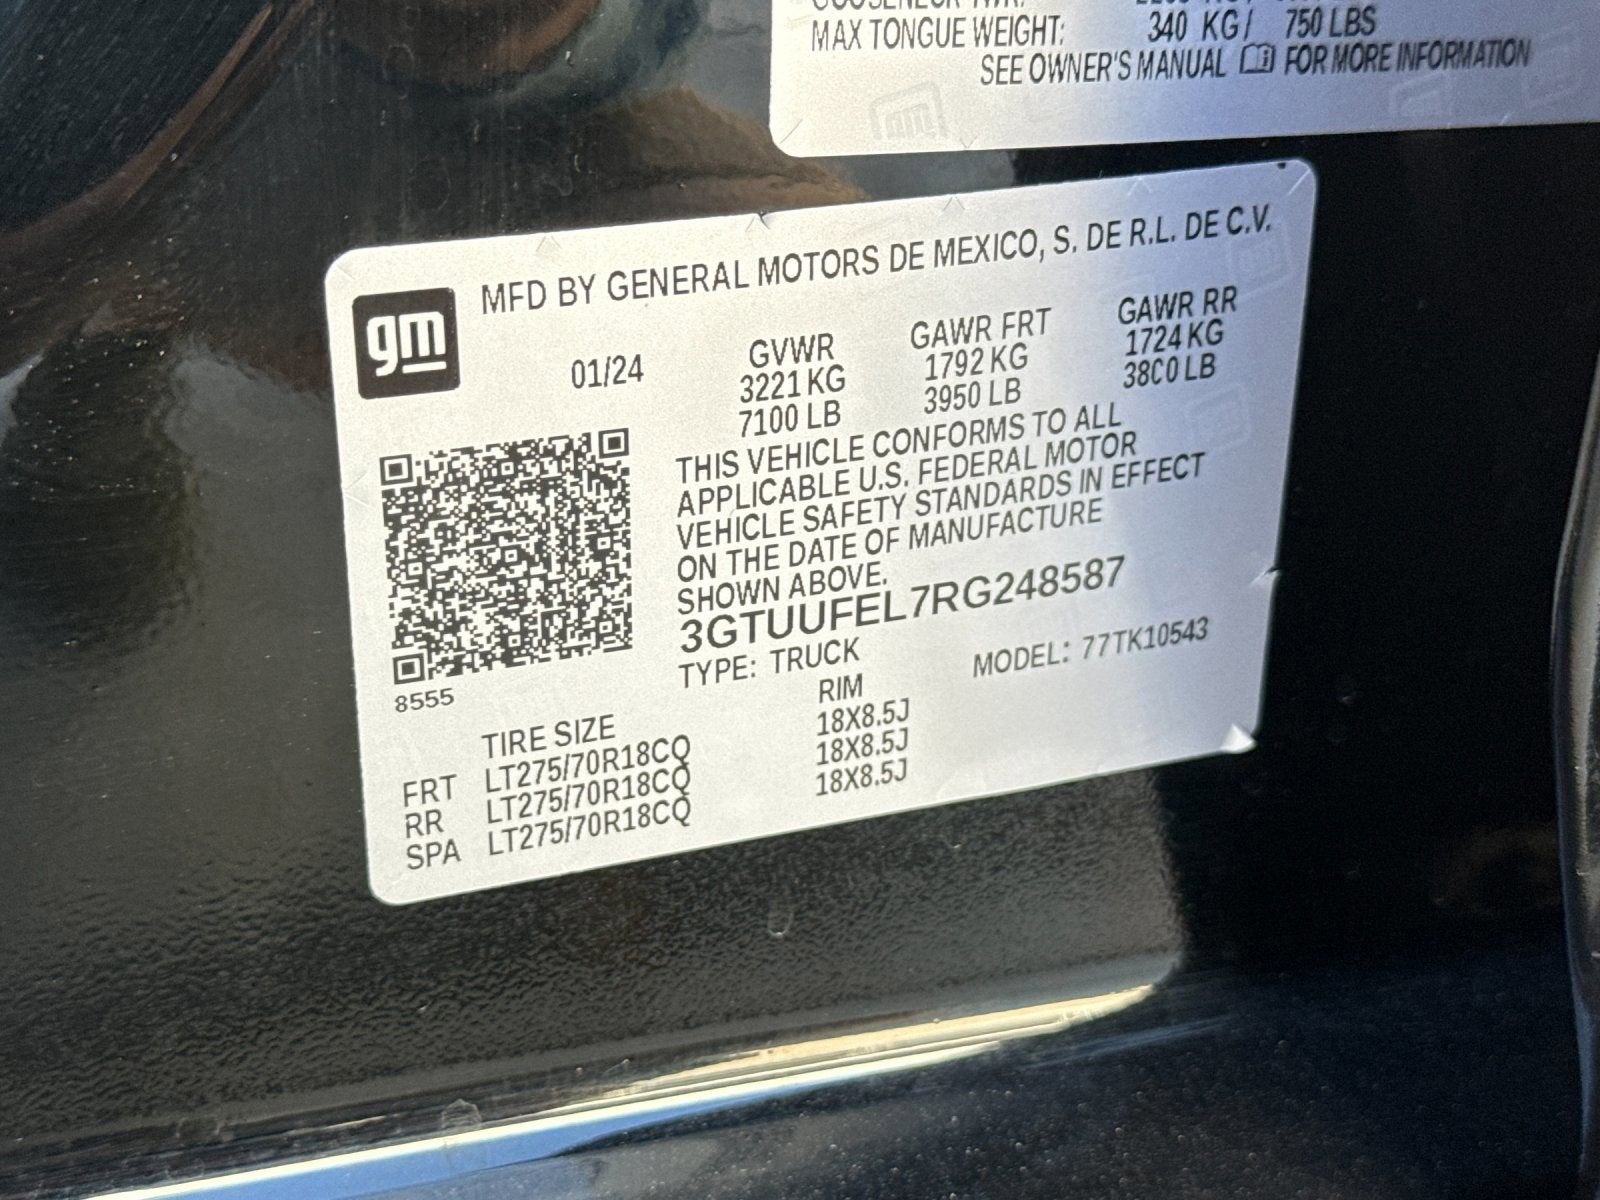 MAX TONGUE WEIGHT: 340 KG / 750 LBS
SEE OWNER'S MANUAL FOR MORE INFORMATION
gm
MFD BY GENERAL MOTORS DE MEXICO, S. DE R.L. DE C.V.
01/24 GVWR GAWR FRT GAWR RR
3221 KG 1792 KG 1724 KG
7100 LB 3950 LB 3800 LB
THIS VEHICLE CONFORMS TO ALL
APPLICABLE U.S. FEDERAL MOTOR
VEHICLE SAFETY STANDARDS IN EFFECT
ON THE DATE OF MANUFACTURE
SHOWN ABOVE.
3GTUUFEL7RG248587
TYPE: TRUCK MODEL: 77TK10543
8555
TIRE SIZE RIM
FRT LT275/70R18CQ 18X8.5J
RR LT275/70R18CQ 18X8.5J
SPA LT275/70R18CQ 18X8.5J